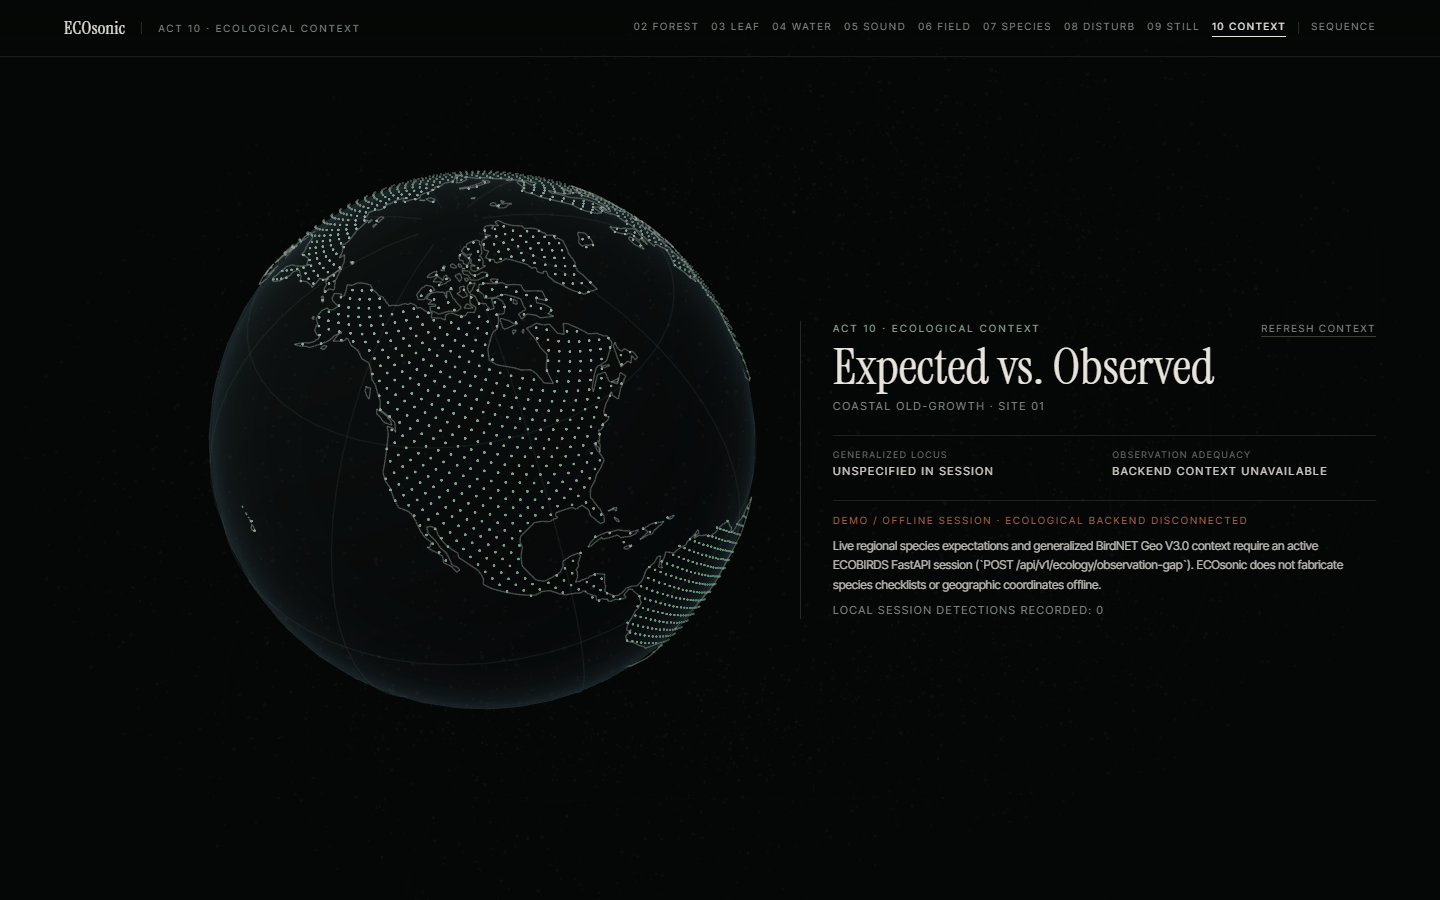 ECOsonic
ACT 10 · ECOLOGICAL CONTEXT
02 FOREST 03 LEAF 04 WATER 05 SOUND 06 FIELD 07 SPECIES 08 DISTURB 09 STILL 10 CONTEXT SEQUENCE
ACT 10 · ECOLOGICAL CONTEXT
REFRESH CONTEXT
Expected vs. Observed
COASTAL OLD-GROWTH · SITE 01
GENERALIZED LOCUS
UNSPECIFIED IN SESSION
OBSERVATION ADEQUACY
BACKEND CONTEXT UNAVAILABLE
DEMO / OFFLINE SESSION · ECOLOGICAL BACKEND DISCONNECTED
Live regional species expectations and generalized BirdNET Geo V3.0 context require an active
ECOBIRDS FastAPI session (`POST /api/v1/ecology/observation-gap`). ECOsonic does not fabricate
species checklists or geographic coordinates offline.
LOCAL SESSION DETECTIONS RECORDED: 0